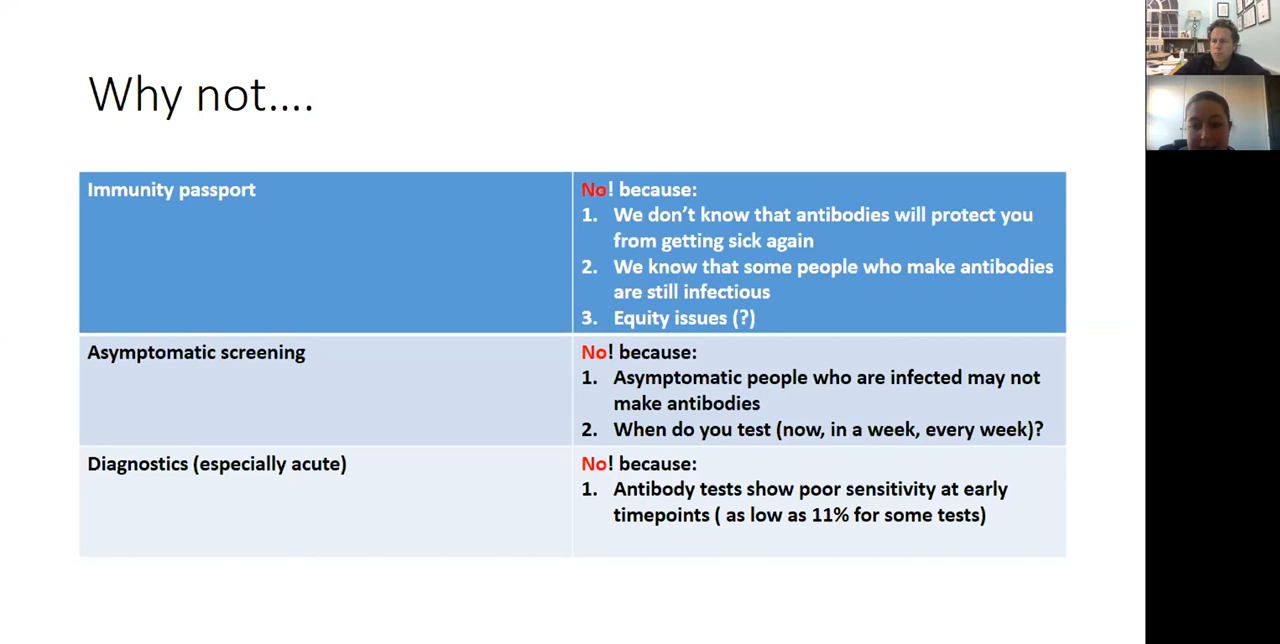 Why not....
Immunity passport
No! because:
1. We don't know that antibodies will protect you
from getting sick again
2. We know that some people who make antibodies
are still infectious
3. Equity issues (?)
Asymptomatic screening
No! because:
1. Asymptomatic people who are infected may not
make antibodies
2. When do you test (now, in a week, every week)?
Diagnostics (especially acute)
No! because:
1. Antibody tests show poor sensitivity at early
timepoints ( as low as 11% for some tests)